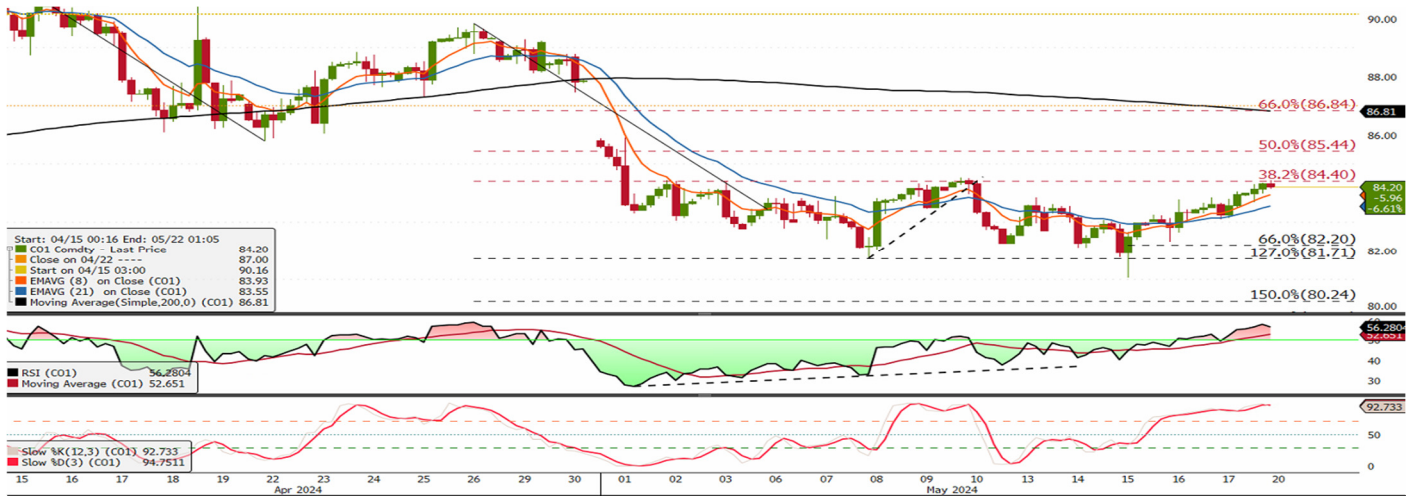 90.00
88.00
66.0%(86.84)
86.81
86.00
50.0%(85.44)
38.2%(84.40)
84.20
-5.96
-6.61%
66.0%(82.20)
82.00
127.0%(81.71)
150.0%(80.24)
80.00
Start: 04/15 00:16 End: 05/22 01:05
CO1 Comdty - Last Price 84.20
Close on 04/22 ---- 87.00
Start on 04/15 03:00 90.16
EMAVG (8) on Close (CO1) 83.93
EMAVG (21) on Close (CO1) 83.55
Moving Average(Simple,200,0) (CO1) 86.81
56.2804
52.651
40
30
RSI (CO1) 56.2804
Moving Average (CO1) 52.651
92.733
50
0
Slow %K(12,3) (CO1) 92.733
Slow %D(3) (CO1) 94.7511
15 16 17 18 19 22 23 24 25 26 29 30 01 02 03 06 07 08 09 10 13 14 15 16 17 20
Apr 2024 May 2024